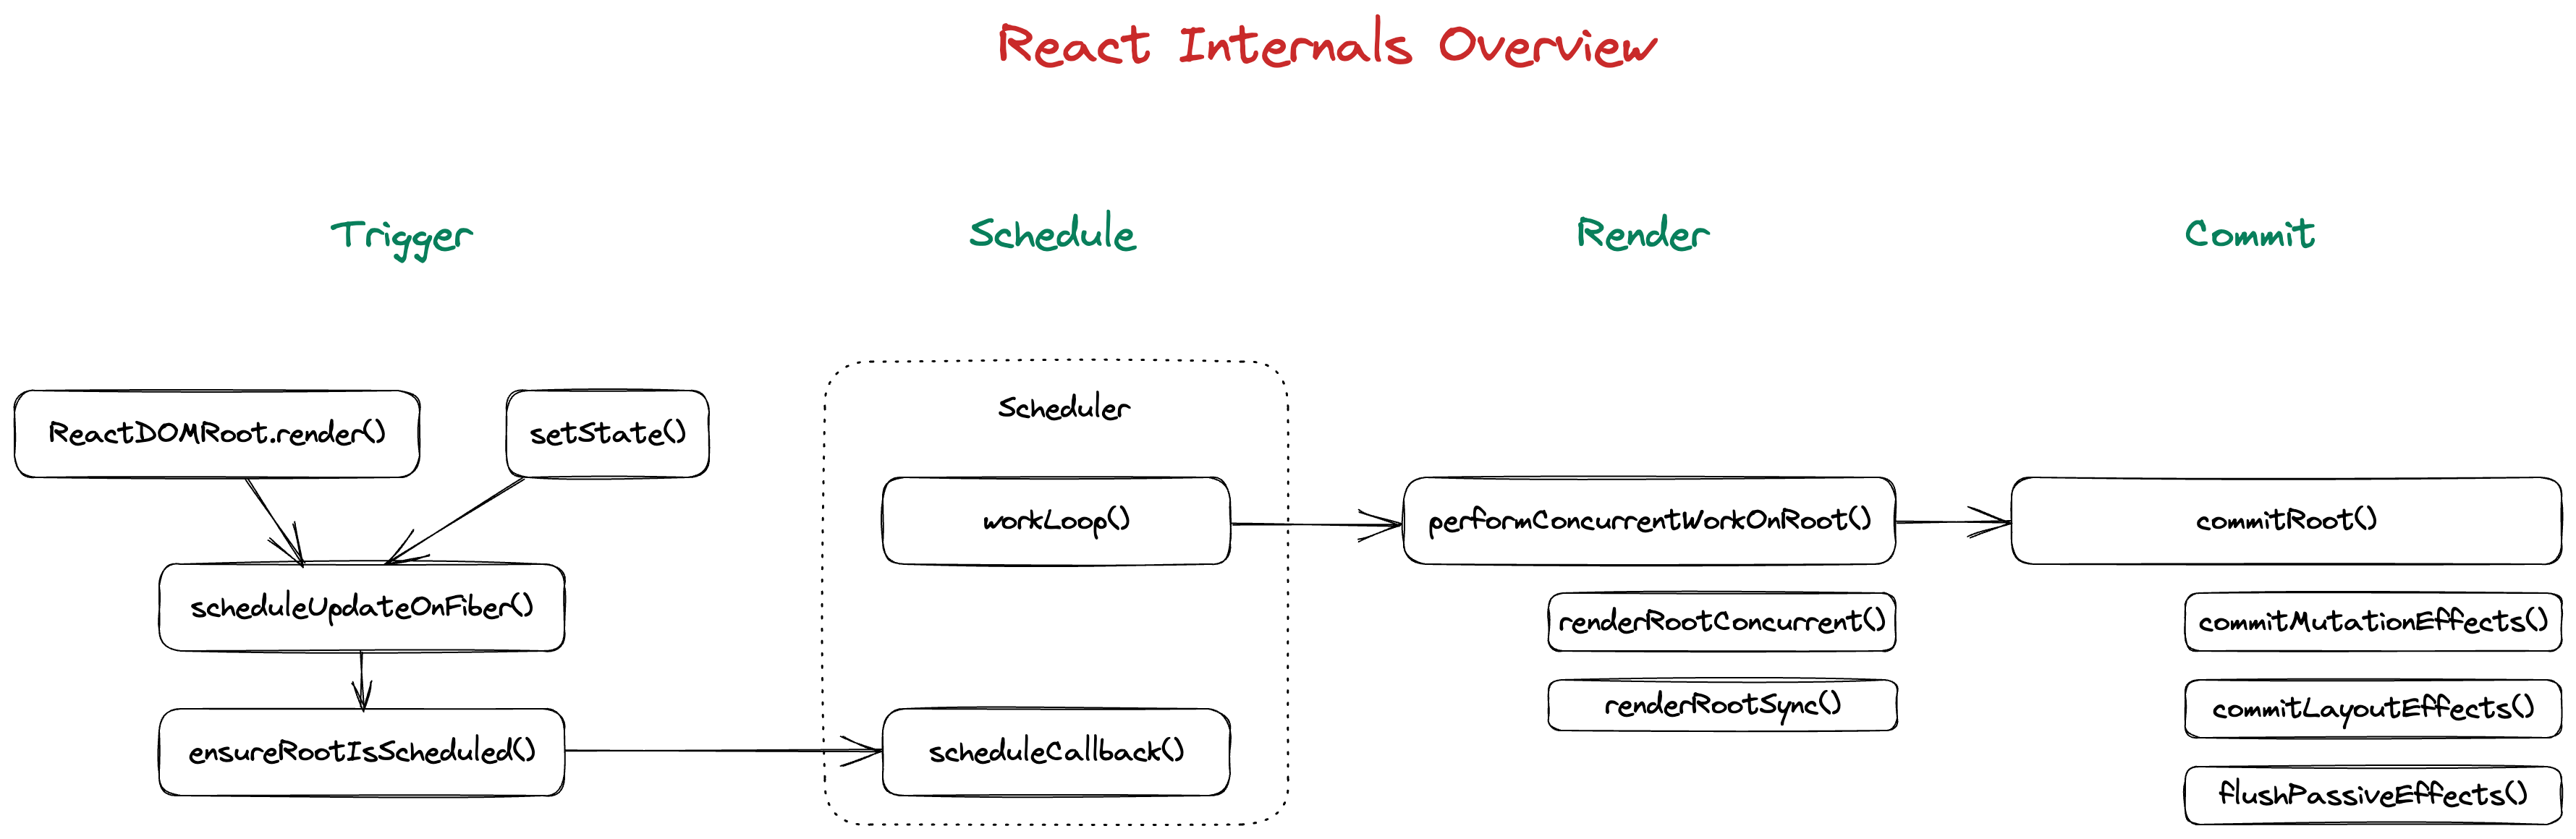 React Internals Overview
Trigger
Schedule
Render
Commit
ReactDOMRoot.render()
setState()
scheduleUpdateOnFiber()
ensureRootIsScheduled()
Scheduler
workLoop()
scheduleCallback()
performConcurrentWorkOnRoot()
renderRootConcurrent()
renderRootSync()
commitRoot()
commitMutationEffects()
commitLayoutEffects()
flushPassiveEffects()